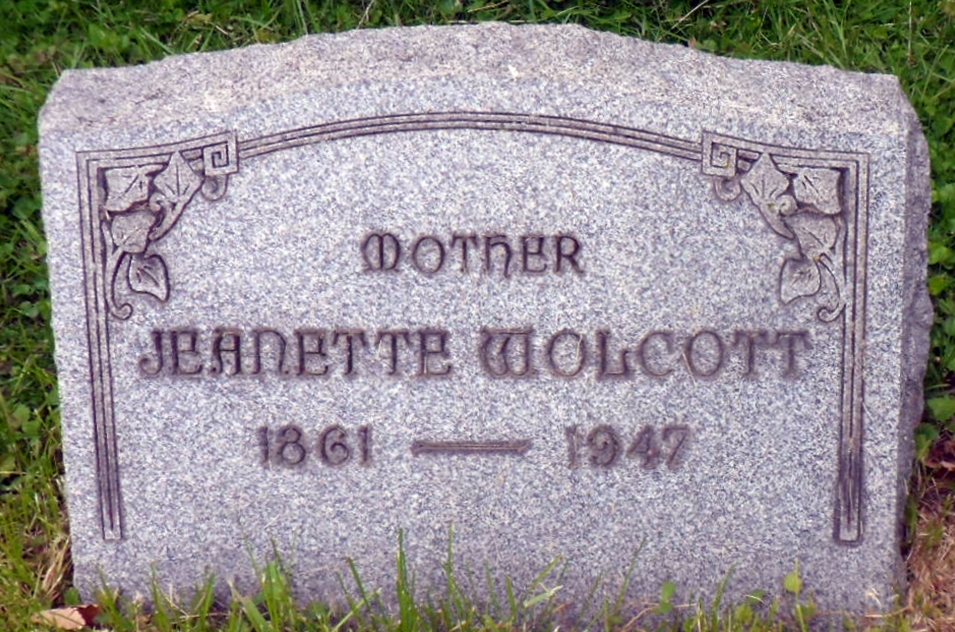 MOTHER
JEANETTE WOLCOTT
1861 — 1947